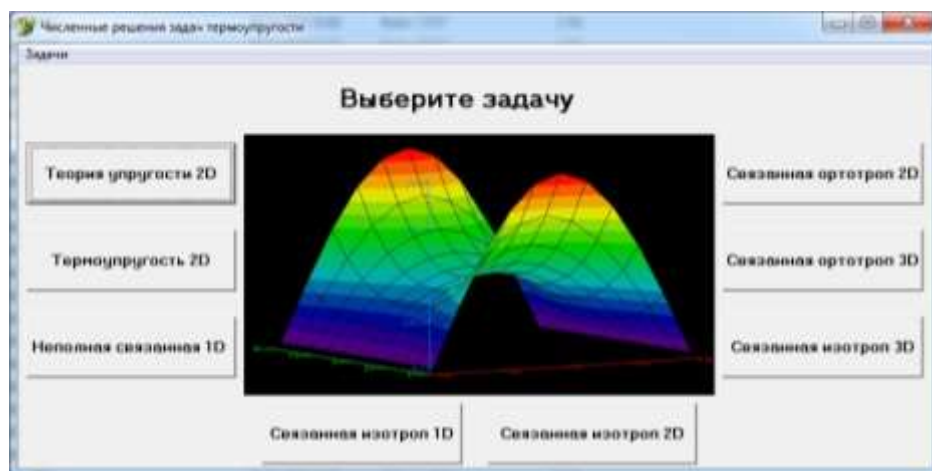 Численные решения задач термоупругости
Задачи
Выберите задачу
Теория упругости 2D
Связанная ортотроп 2D
Термоупругость 2D
Связанная ортотроп 3D
Неполная связанная 1D
Связанная изотроп 3D
Связанная изотроп 1D
Связанная изотроп 2D